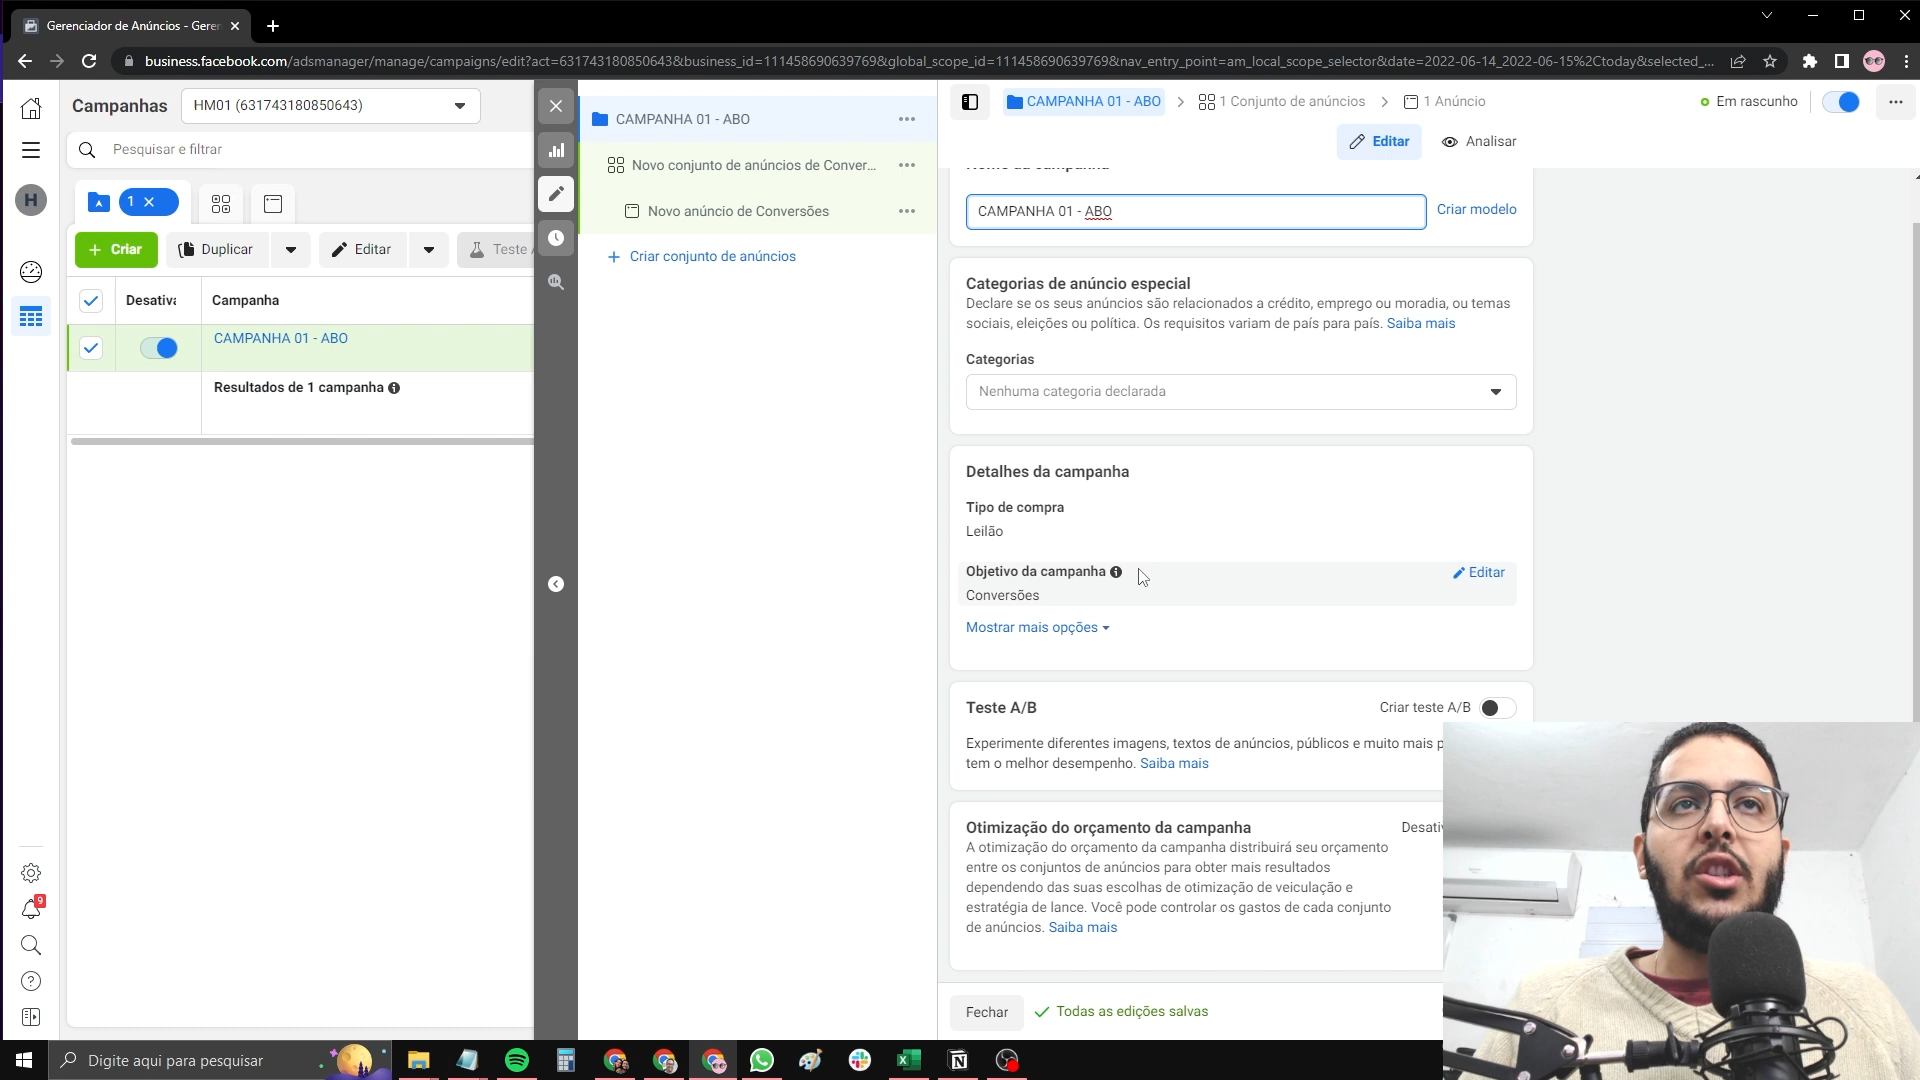 Gerenciador de Anúncios - Geren
business.facebook.com/adsmanager/manage/campaigns/edit?act=631743180850643&business_id=111458690639769&global_scope_id=111458690639769&nav_entry_point=am_local_scope_selector&date=2022-06-14_2022-06-15%2Ctoday&selected_...
Campanhas
HM01 (631743180850643)
CAMPANHA 01 - ABO
1 Conjunto de anúncios
1 Anúncio
Em rascunho
Editar
Analisar
Pesquisar e filtrar
H
1
Criar
Duplicar
Editar
Teste
Desativa
Campanha
CAMPANHA 01 - ABO
Resultados de 1 campanha
CAMPANHA 01 - ABO
Novo conjunto de anúncios de Conver...
Novo anúncio de Conversões
Criar conjunto de anúncios
Nome da campanha
CAMPANHA 01 - ABO
Criar modelo
Categorias de anúncio especial
Declare se os seus anúncios são relacionados a crédito, emprego ou moradia, ou temas
sociais, eleições ou política. Os requisitos variam de país para país. Saiba mais
Categorias
Nenhuma categoria declarada
Detalhes da campanha
Tipo de compra
Leilão
Objetivo da campanha
Editar
Conversões
Mostrar mais opções
Teste A/B
Criar teste A/B
Experimente diferentes imagens, textos de anúncios, públicos e muito mais p
tem o melhor desempenho. Saiba mais
Otimização do orçamento da campanha
Desativ
A otimização do orçamento da campanha distribuirá seu orçamento
entre os conjuntos de anúncios para obter mais resultados
dependendo das suas escolhas de otimização de veiculação e
estratégia de lance. Você pode controlar os gastos de cada conjunto
de anúncios. Saiba mais
Fechar
Todas as edições salvas
9
Digite aqui para pesquisar